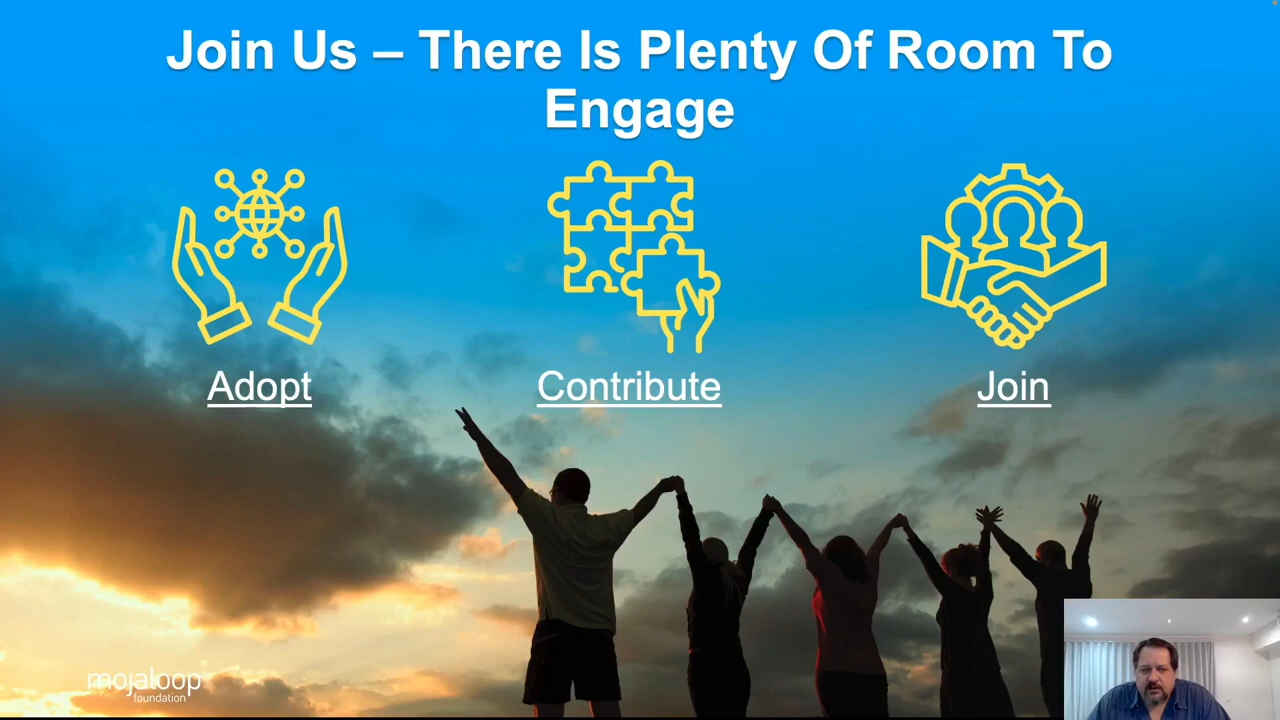 Join Us – There Is Plenty Of Room To
Engage
Adopt
Contribute
Join
mojaloop
foundation